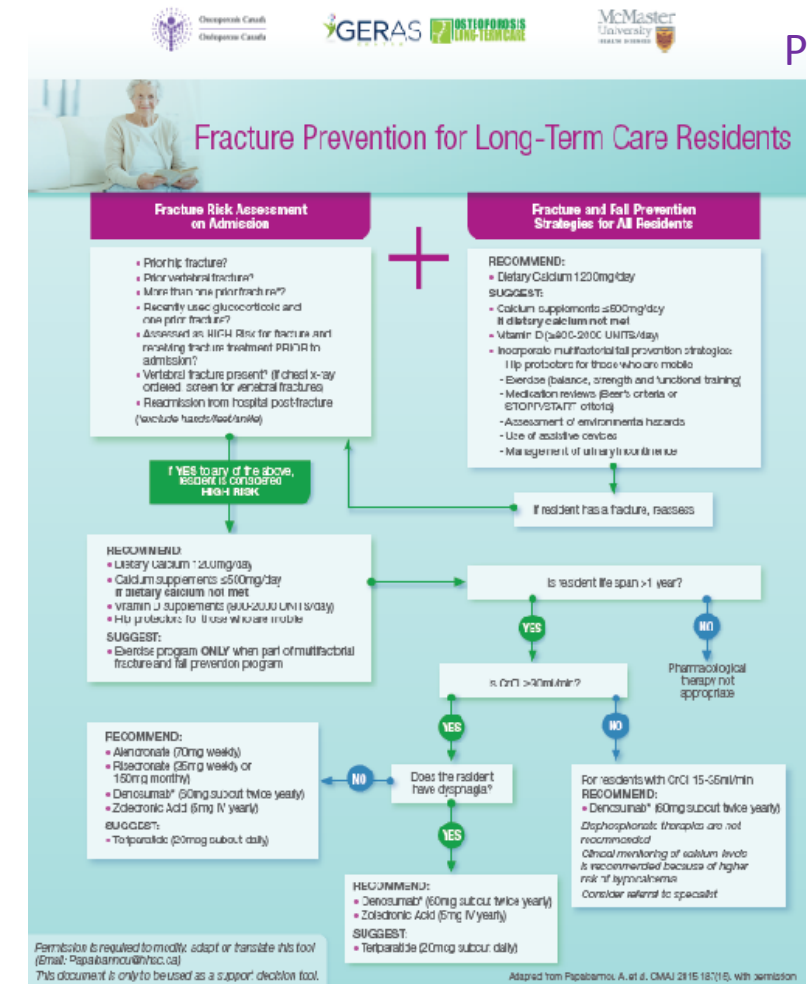 Osteoporosis Canada
Ostéoporose Canada
GERAS
CENTRE
OSTEOPOROSIS
LONG-TERM CARE
McMaster
University
HEALTH SCIENCES
P
Fracture Prevention for Long-Term Care Residents
Fracture Risk Assessment
on Admission
• Prior hip fracture?
• Prior vertebral fracture?
• More than one prior fracture*?
• Recently used glucocorticoid and
one prior fracture?
• Assessed as HIGH Risk for fracture and
receiving fracture treatment PRIOR to
admission?
• Vertebral fracture present? (if chest x-ray
ordered, screen for vertebral fractures)
• Readmission from hospital post-fracture
(*exclude hands/feet/ankle)
+
Fracture and Fall Prevention
Strategies for All Residents
RECOMMEND:
• Dietary Calcium 1200mg/day
SUGGEST:
• Calcium supplements ≤500mg/day
if dietary calcium not met
• Vitamin D (≥800-2000 UNITS/day)
• Incorporate multifactorial fall prevention strategies:
Hip protectors for those who are mobile
- Exercise (balance, strength and functional training)
- Medication reviews (Beer's criteria or
STOPP/START criteria)
- Assessment of environmental hazards
- Use of assistive devices
- Management of urinary incontinence
If YES to any of the above,
resident is considered
HIGH RISK
If resident has a fracture, reassess
RECOMMEND:
• Dietary Calcium 1200mg/day
• Calcium supplements ≤500mg/day
if dietary calcium not met
• Vitamin D supplements (800-2000 UNITS/day)
• Hip protectors for those who are mobile
SUGGEST:
• Exercise program ONLY when part of multifactorial
fracture and fall prevention program
Is resident life span >1 year?
YES
NO
Pharmacological
therapy not
appropriate
Is CrCl >30ml/min?
YES
NO
Does the resident
have dysphagia?
NO
YES
RECOMMEND:
• Alendronate (70mg weekly)
• Risedronate (35mg weekly or
150mg monthly)
• Denosumab* (60mg subcut twice yearly)
• Zoledronic Acid (5mg IV yearly)
SUGGEST:
• Teriparatide (20mcg subcut daily)
For residents with CrCl 15-35ml/min
RECOMMEND:
• Denosumab* (60mg subcut twice yearly)
Bisphosphonate therapies are not
recommended
Clinical monitoring of calcium levels
is recommended because of higher
risk of hypocalcemia
Consider referral to specialist
RECOMMEND:
• Denosumab* (60mg subcut twice yearly)
• Zoledronic Acid (5mg IV yearly)
SUGGEST:
• Teriparatide (20mcg subcut daily)
Permission is required to modify, adapt or translate this tool
(Email: Papaioannou@hhsc.ca)
This document is only to be used as a support decision tool.
Adapted from Papaioannou A, et al. CMAJ 2015 187(15), with permission